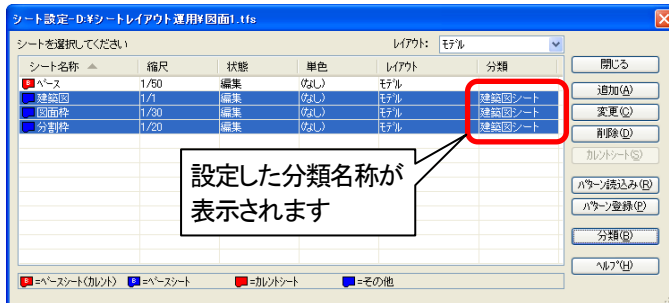 シート設定-D:¥シートレイアウト運用¥図面1.tfs
シートを選択してください
レイアウト: モデル
シート名称 縮尺 状態 単色 レイアウト 分類
B ベース 1/50 編集 (なし) モデル
建築図 1/1 編集 (なし) モデル 建築図シート
図面枠 1/30 編集 (なし) モデル 建築図シート
分割枠 1/20 編集 (なし) モデル 建築図シート
設定した分類名称が
表示されます
閉じる
追加(A)
変更(C)
削除(D)
カレントシート(S)
パターン読込み(R)
パターン登録(P)
分類(B)
ヘルプ(H)
B =ベースシート(カレント) B =ベースシート =カレントシート =その他